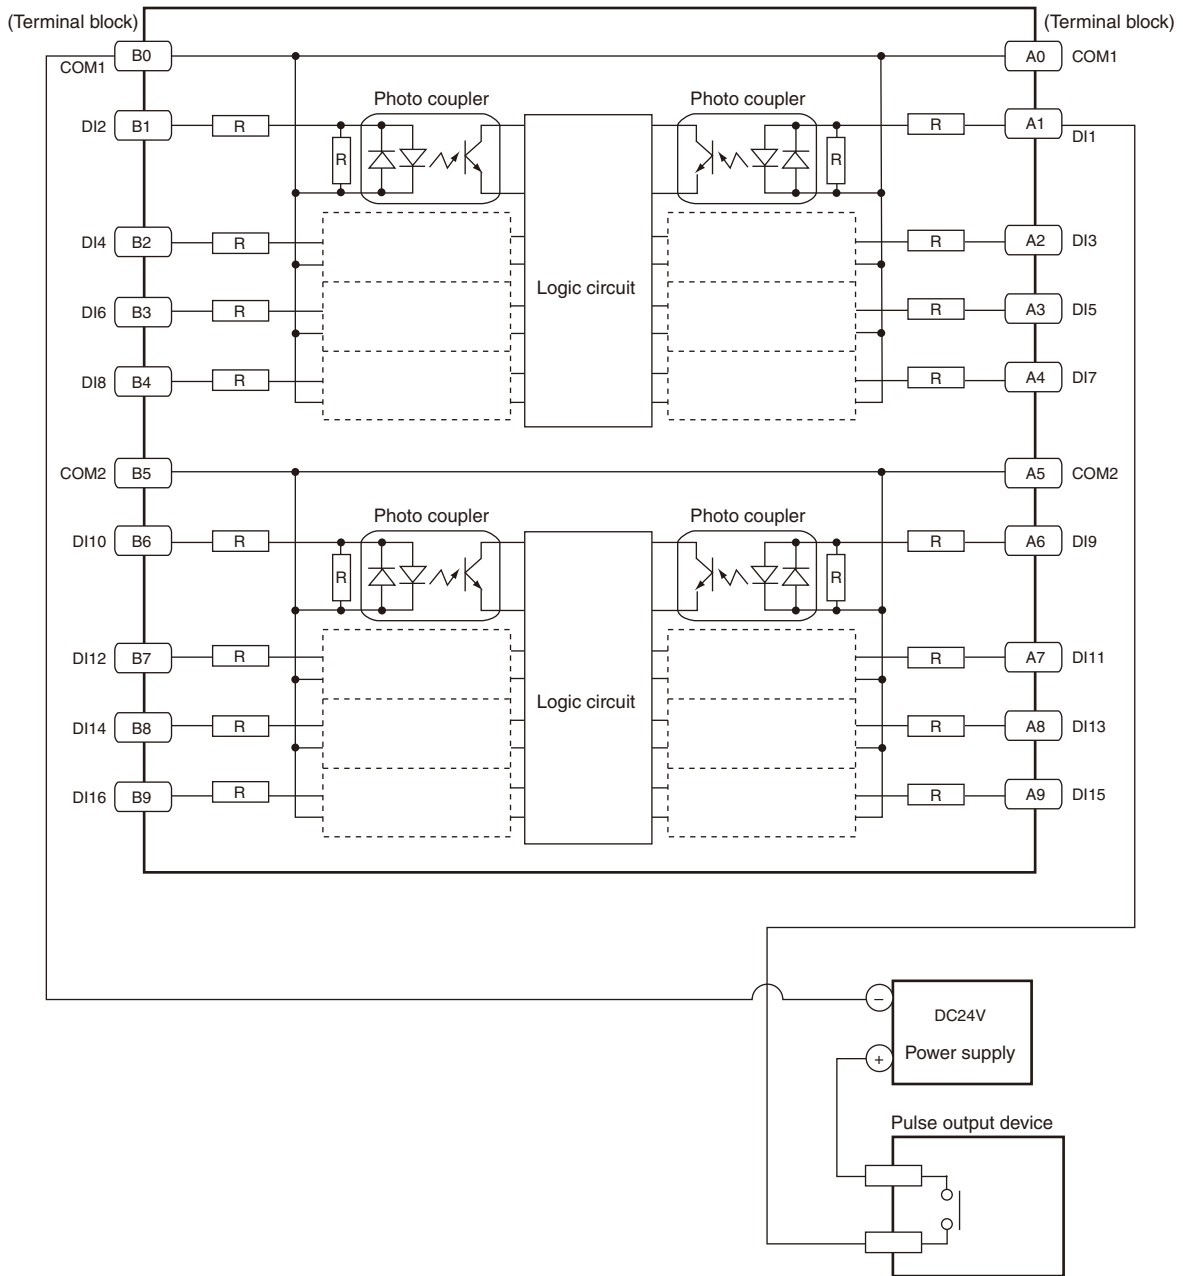 (Terminal block)
(Terminal block)
B0
COM1
A0
COM1
Photo coupler
Photo coupler
DI2
B1
R
R
R
R
A1
DI1
DI4
B2
R
R
A2
DI3
Logic circuit
DI6
B3
R
R
A3
DI5
DI8
B4
R
R
A4
DI7
COM2
B5
A5
COM2
Photo coupler
Photo coupler
DI10
B6
R
R
R
R
A6
DI9
DI12
B7
R
R
A7
DI11
Logic circuit
DI14
B8
R
R
A8
DI13
DI16
B9
R
R
A9
DI15
−
DC24V
+
Power supply
Pulse output device